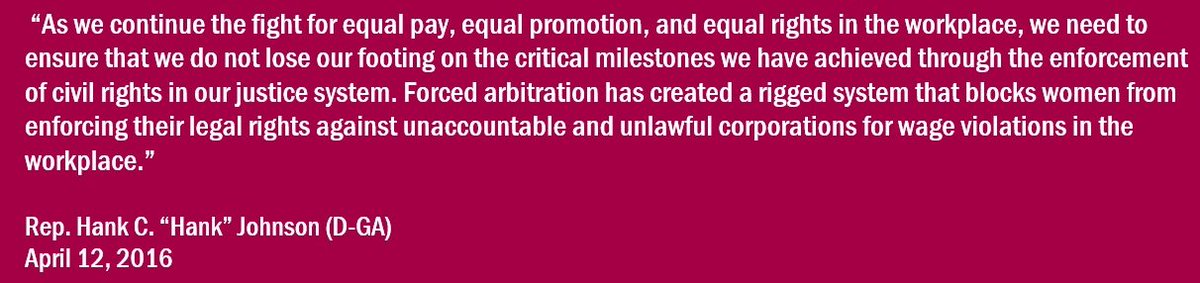 “As we continue the fight for equal pay, equal promotion, and equal rights in the workplace, we need to
ensure that we do not lose our footing on the critical milestones we have achieved through the enforcement
of civil rights in our justice system. Forced arbitration has created a rigged system that blocks women from
enforcing their legal rights against unaccountable and unlawful corporations for wage violations in the
workplace.”
Rep. Hank C. “Hank” Johnson (D-GA)
April 12, 2016